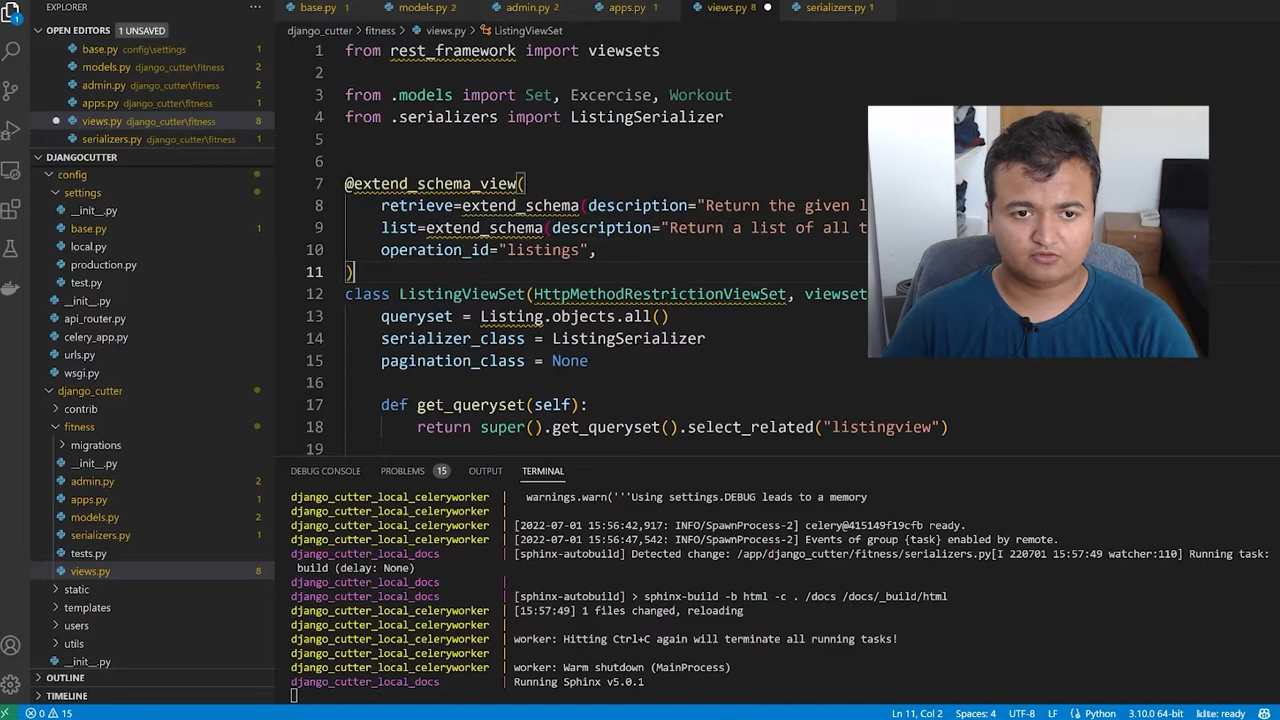 EXPLORER
···
base.py 1
models.py 2
admin.py 2
apps.py 1
views.py 8
serializers.py 1
OPEN EDITORS 1 UNSAVED
base.py config\settings 1
models.py django_cutter\fitness 2
admin.py django_cutter\fitness 2
apps.py django_cutter\fitness 1
views.py django_cutter\fitness 8
serializers.py django_cutter\fitness 1
DJANGOCUTTER
config
settings
__init__.py
base.py 1
local.py
production.py
test.py
__init__.py
api_router.py
celery_app.py
urls.py
wsgi.py
django_cutter
contrib
fitness
migrations
__init__.py
admin.py 2
apps.py 1
models.py 2
serializers.py 1
tests.py
views.py 8
static
templates
users
utils
__init__.py
OUTLINE
TIMELINE
django_cutter > fitness > views.py > ListingViewSet
1 from rest_framework import viewsets
2
3 from .models import Set, Excercise, Workout
4 from .serializers import ListingSerializer
5
6
7 @extend_schema_view(
8 retrieve=extend_schema(description="Return the given l
9 list=extend_schema(description="Return a list of all t
10 operation_id="listings",
11 )
12 class ListingViewSet(HttpMethodRestrictionViewSet, viewset
13 queryset = Listing.objects.all()
14 serializer_class = ListingSerializer
15 pagination_class = None
16
17 def get_queryset(self):
18 return super().get_queryset().select_related("listingview")
19
DEBUG CONSOLE PROBLEMS 15 OUTPUT TERMINAL
django_cutter_local_celeryworker | warnings.warn('''Using settings.DEBUG leads to a memory
django_cutter_local_celeryworker |
django_cutter_local_celeryworker | [2022-07-01 15:56:42,917: INFO/SpawnProcess-2] celery@415149f19cfb ready.
django_cutter_local_celeryworker | [2022-07-01 15:56:47,542: INFO/SpawnProcess-2] Events of group {task} enabled by remote.
django_cutter_local_docs | [sphinx-autobuild] Detected change: /app/django_cutter/fitness/serializers.py[I 220701 15:57:49 watcher:110] Running task:
build (delay: None)
django_cutter_local_docs |
django_cutter_local_docs | [sphinx-autobuild] > sphinx-build -b html -c . /docs /docs/_build/html
django_cutter_local_celeryworker | [15:57:49] 1 files changed, reloading
django_cutter_local_celeryworker |
django_cutter_local_celeryworker | worker: Hitting Ctrl+C again will terminate all running tasks!
django_cutter_local_celeryworker |
django_cutter_local_celeryworker | worker: Warm shutdown (MainProcess)
django_cutter_local_docs | Running Sphinx v5.0.1
0 15
Ln 11, Col 2 Spaces: 4 UTF-8 LF Python 3.10.0 64-bit kite: ready